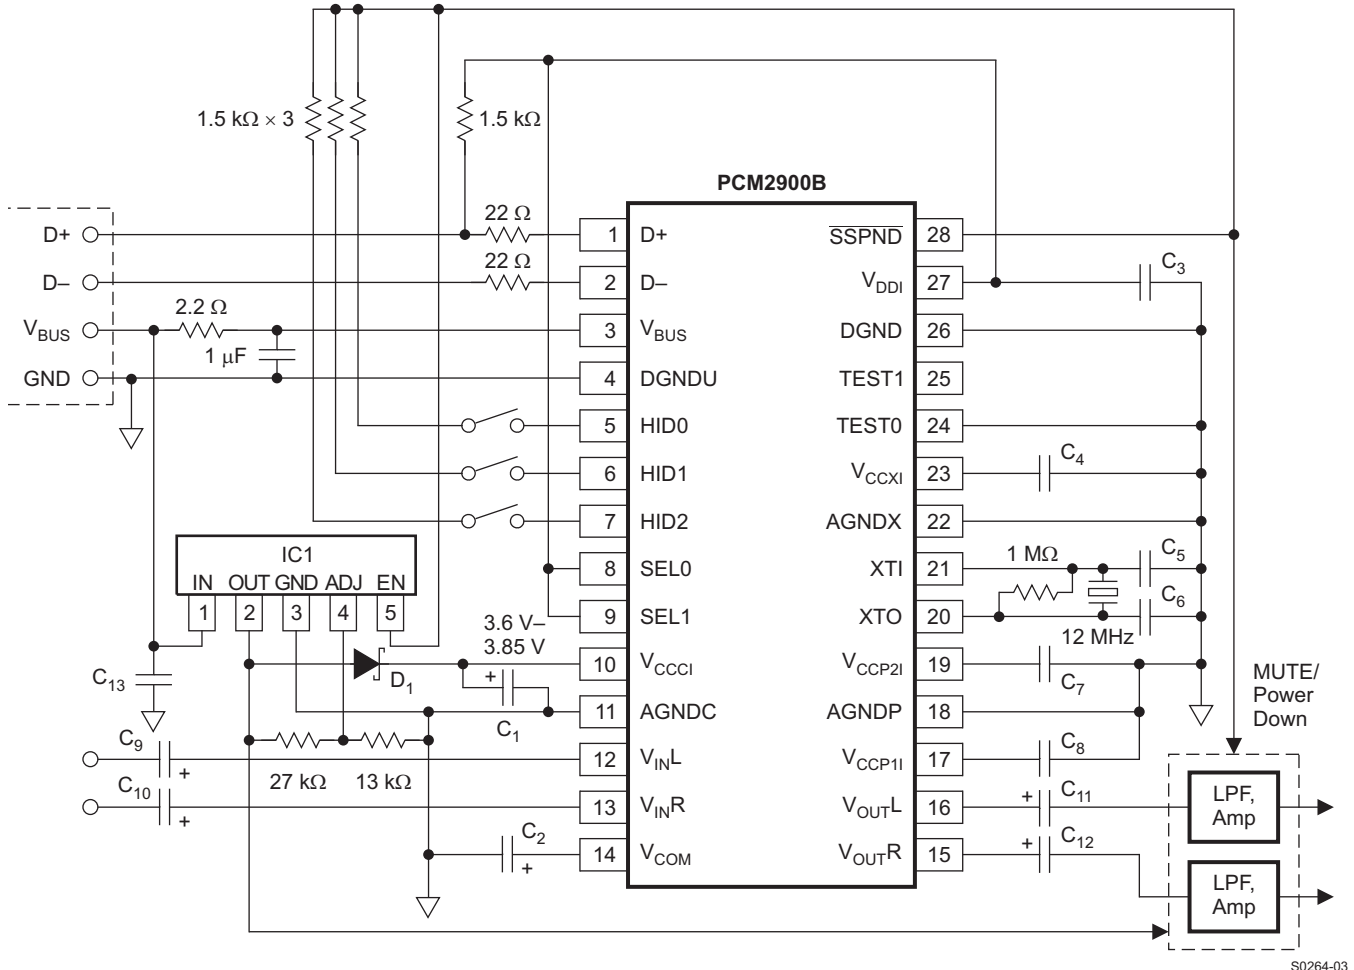 1.5 kΩ × 3
1.5 kΩ
PCM2900B
D+
D–
VBUS
GND
22 Ω
22 Ω
2.2 Ω
1 μF
1 D+
2 D–
3 VBUS
4 DGNDU
5 HID0
6 HID1
7 HID2
8 SEL0
9 SEL1
10 VCCCI
11 AGNDC
12 VINL
13 VINR
14 VCOM
SSPND 28
VDDI 27
DGND 26
TEST1 25
TEST0 24
VCCXI 23
AGNDX 22
XTI 21
XTO 20
VCCP2I 19
AGNDP 18
VCCP1I 17
VOUTL 16
VOUTR 15
C3
C4
1 MΩ
C5
C6
12 MHz
C7
C8
+ C11
+ C12
IC1
IN OUT GND ADJ EN
1 2 3 4 5
3.6 V–
3.85 V
D1
+
C1
C13
27 kΩ 13 kΩ
C9
+
C10
+
C2
+
MUTE/
Power
Down
LPF,
Amp
LPF,
Amp
S0264-03